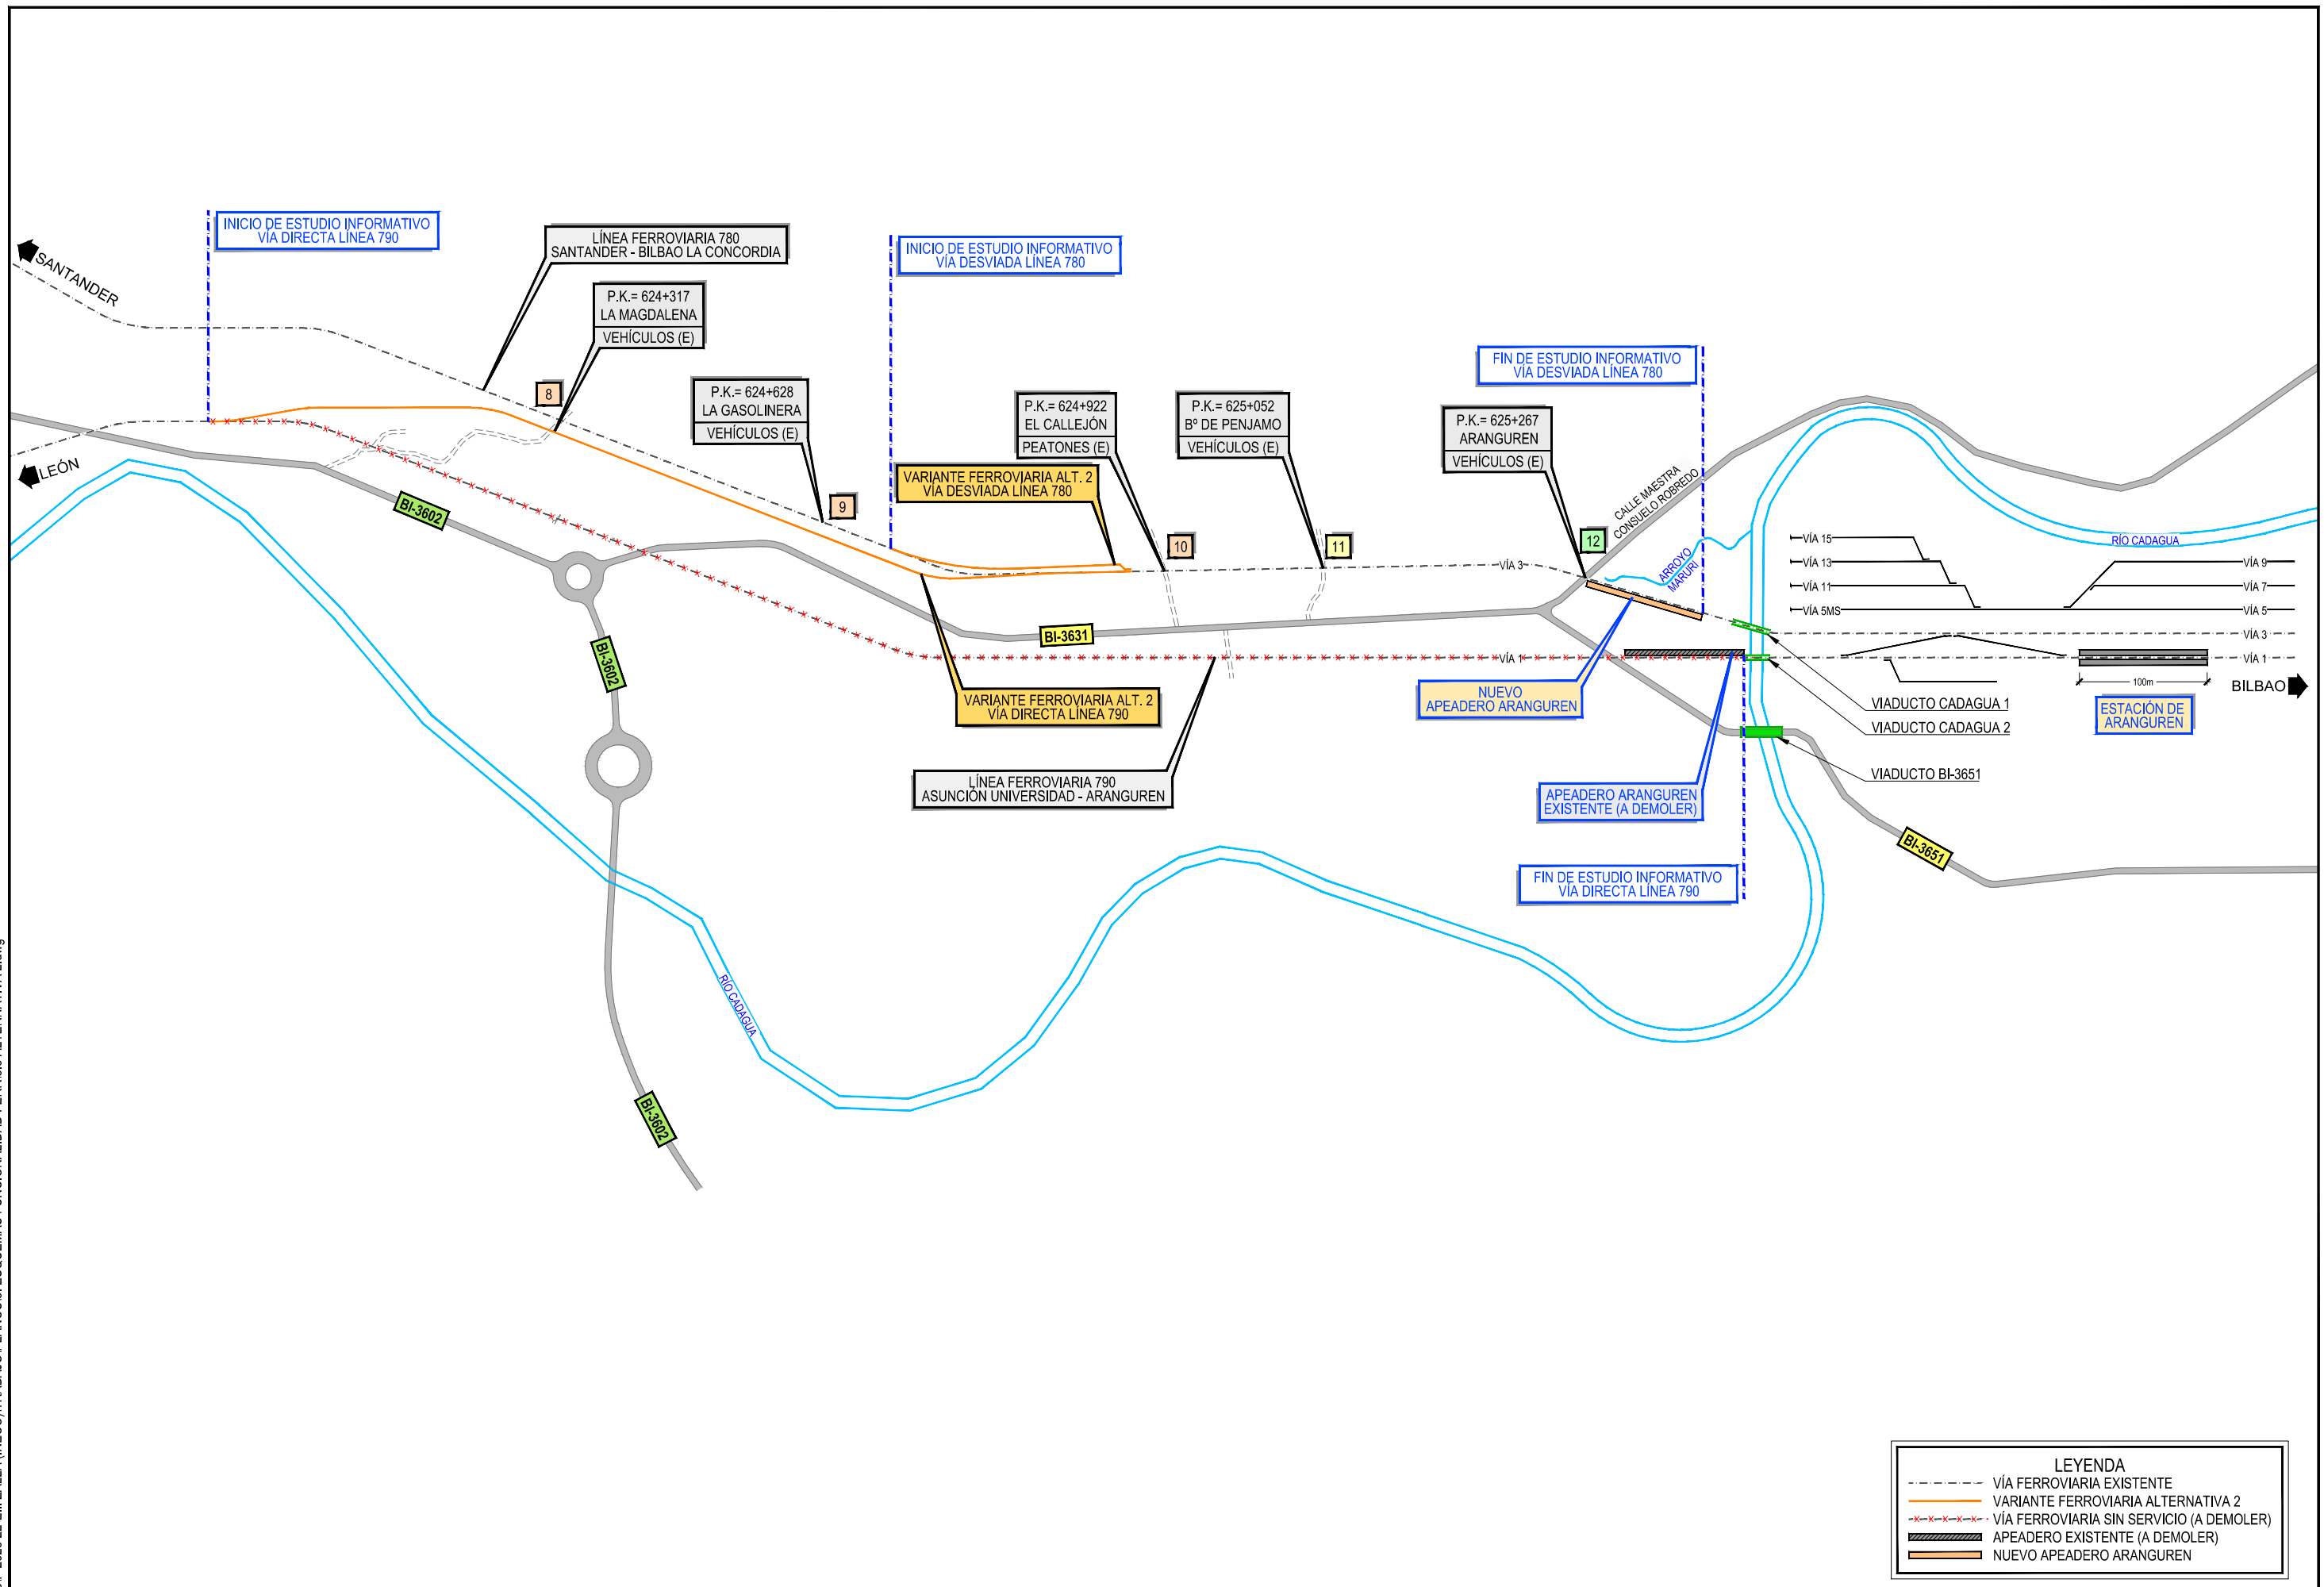 INICIO DE ESTUDIO INFORMATIVO
VÍA DIRECTA LÍNEA 790
LÍNEA FERROVIARIA 780
SANTANDER - BILBAO LA CONCORDIA
INICIO DE ESTUDIO INFORMATIVO
VÍA DESVIADA LÍNEA 780
SANTANDER
P.K.= 624+317
LA MAGDALENA
VEHÍCULOS (E)
FIN DE ESTUDIO INFORMATIVO
VÍA DESVIADA LÍNEA 780
8
P.K.= 624+628
LA GASOLINERA
VEHÍCULOS (E)
P.K.= 624+922
EL CALLEJÓN
PEATONES (E)
P.K.= 625+052
Bº DE PENJAMO
VEHÍCULOS (E)
P.K.= 625+267
ARANGUREN
VEHÍCULOS (E)
LEÓN
VARIANTE FERROVIARIA ALT. 2
VÍA DESVIADA LÍNEA 780
CALLE MAESTRA
CONSUELO ROBREDO
BI-3602
9
10
11
12
RÍO CADAGUA
VÍA 15
VÍA 13
VÍA 11
VÍA 5MS
VÍA 9
VÍA 7
VÍA 5
VÍA 3
VÍA 1
VÍA 3
ARROYO
MARURI
BI-3631
BI-3602
VÍA 1
100m
BILBAO
VARIANTE FERROVIARIA ALT. 2
VÍA DIRECTA LÍNEA 790
NUEVO
APEADERO ARANGUREN
VIADUCTO CADAGUA 1
VIADUCTO CADAGUA 2
ESTACIÓN DE
ARANGUREN
VIADUCTO BI-3651
LÍNEA FERROVIARIA 790
ASUNCIÓN UNIVERSIDAD - ARANGUREN
APEADERO ARANGUREN
EXISTENTE (A DEMOLER)
BI-3651
FIN DE ESTUDIO INFORMATIVO
VÍA DIRECTA LÍNEA 790
RÍO CADAGUA
BI-3602
LEYENDA
VÍA FERROVIARIA EXISTENTE
VARIANTE FERROVIARIA ALTERNATIVA 2
VÍA FERROVIARIA SIN SERVICIO (A DEMOLER)
APEADERO EXISTENTE (A DEMOLER)
NUEVO APEADERO ARANGUREN